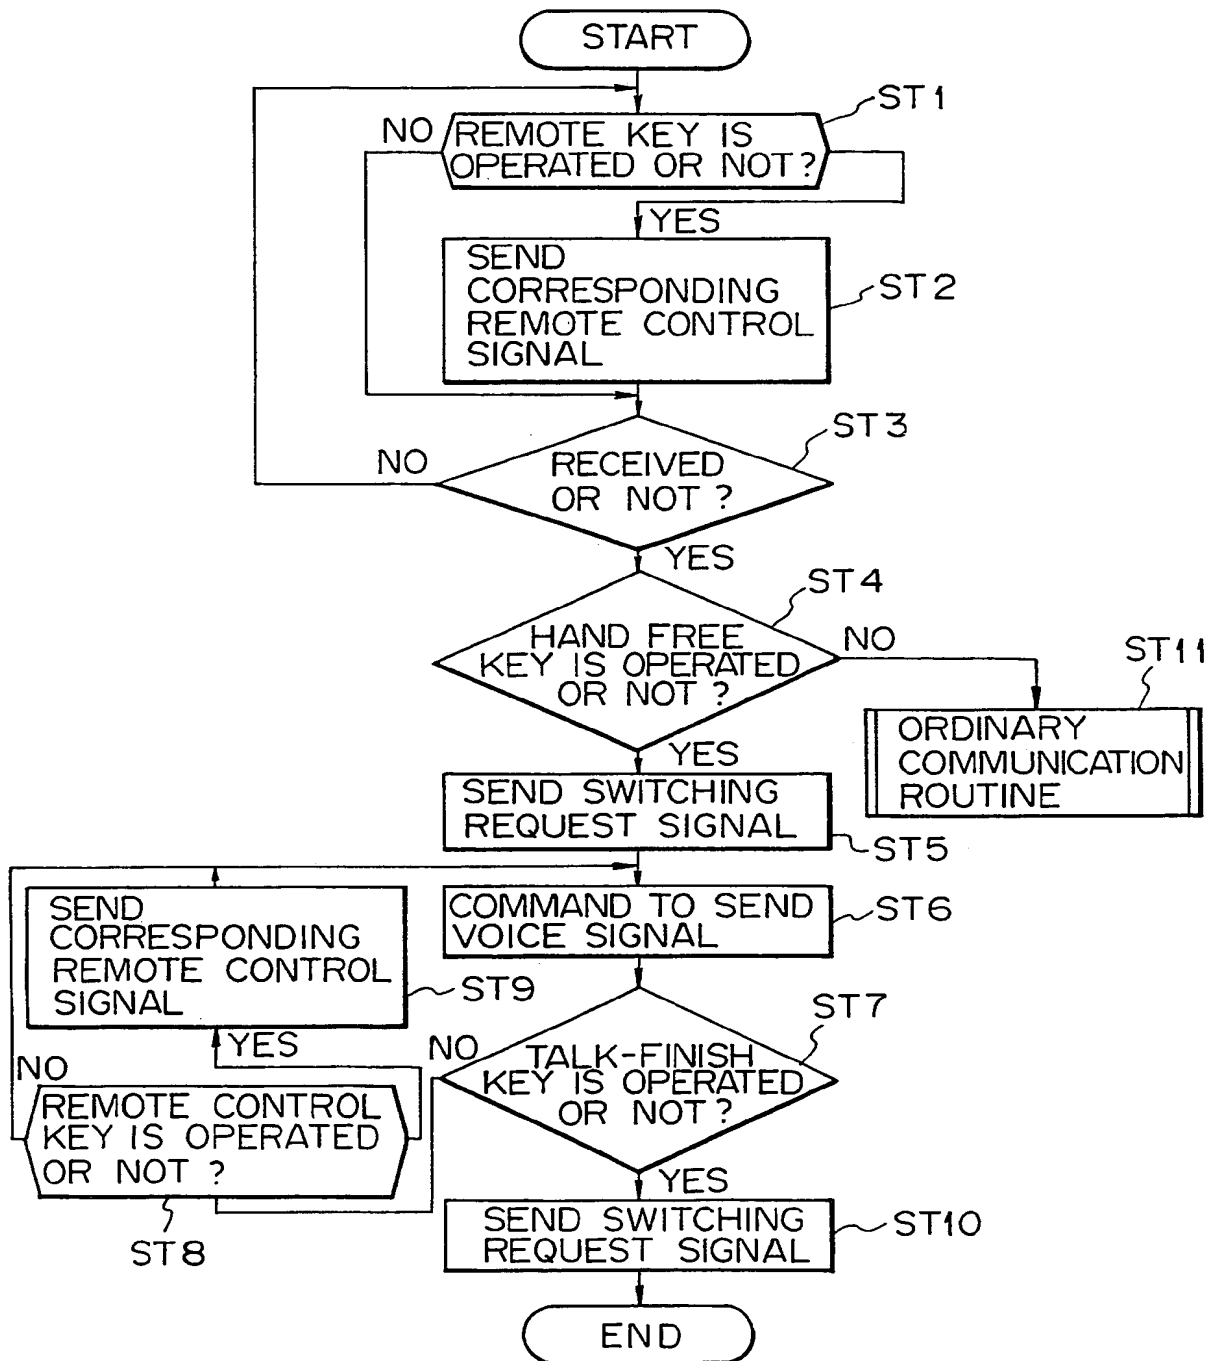 START
ST1
NO
REMOTE KEY IS
OPERATED OR NOT?
YES
SEND
CORRESPONDING
REMOTE CONTROL
SIGNAL
ST2
ST3
NO
RECEIVED
OR NOT?
YES
ST4
HAND FREE
KEY IS OPERATED
OR NOT?
NO
ST11
ORDINARY
COMMUNICATION
ROUTINE
YES
SEND SWITCHING
REQUEST SIGNAL
ST5
COMMAND TO SEND
VOICE SIGNAL
ST6
SEND
CORRESPONDING
REMOTE CONTROL
SIGNAL
ST9
ST7
YES
NO
TALK-FINISH
KEY IS OPERATED
OR NOT?
NO
REMOTE CONTROL
KEY IS OPERATED
OR NOT?
ST8
YES
SEND SWITCHING
REQUEST SIGNAL
ST10
END